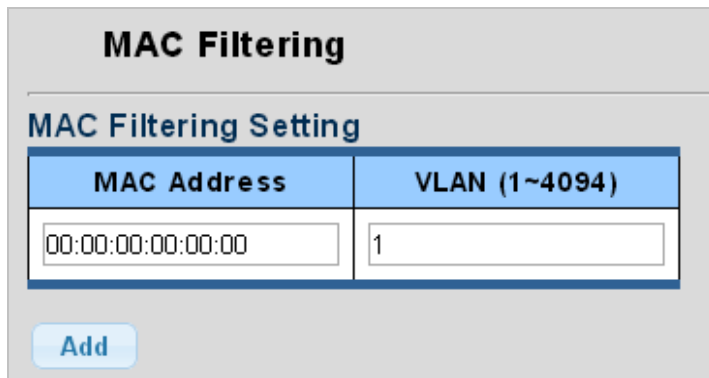 MAC Filtering
MAC Filtering Setting
MAC Address VLAN (1~4094)
00:00:00:00:00:00 1
Add